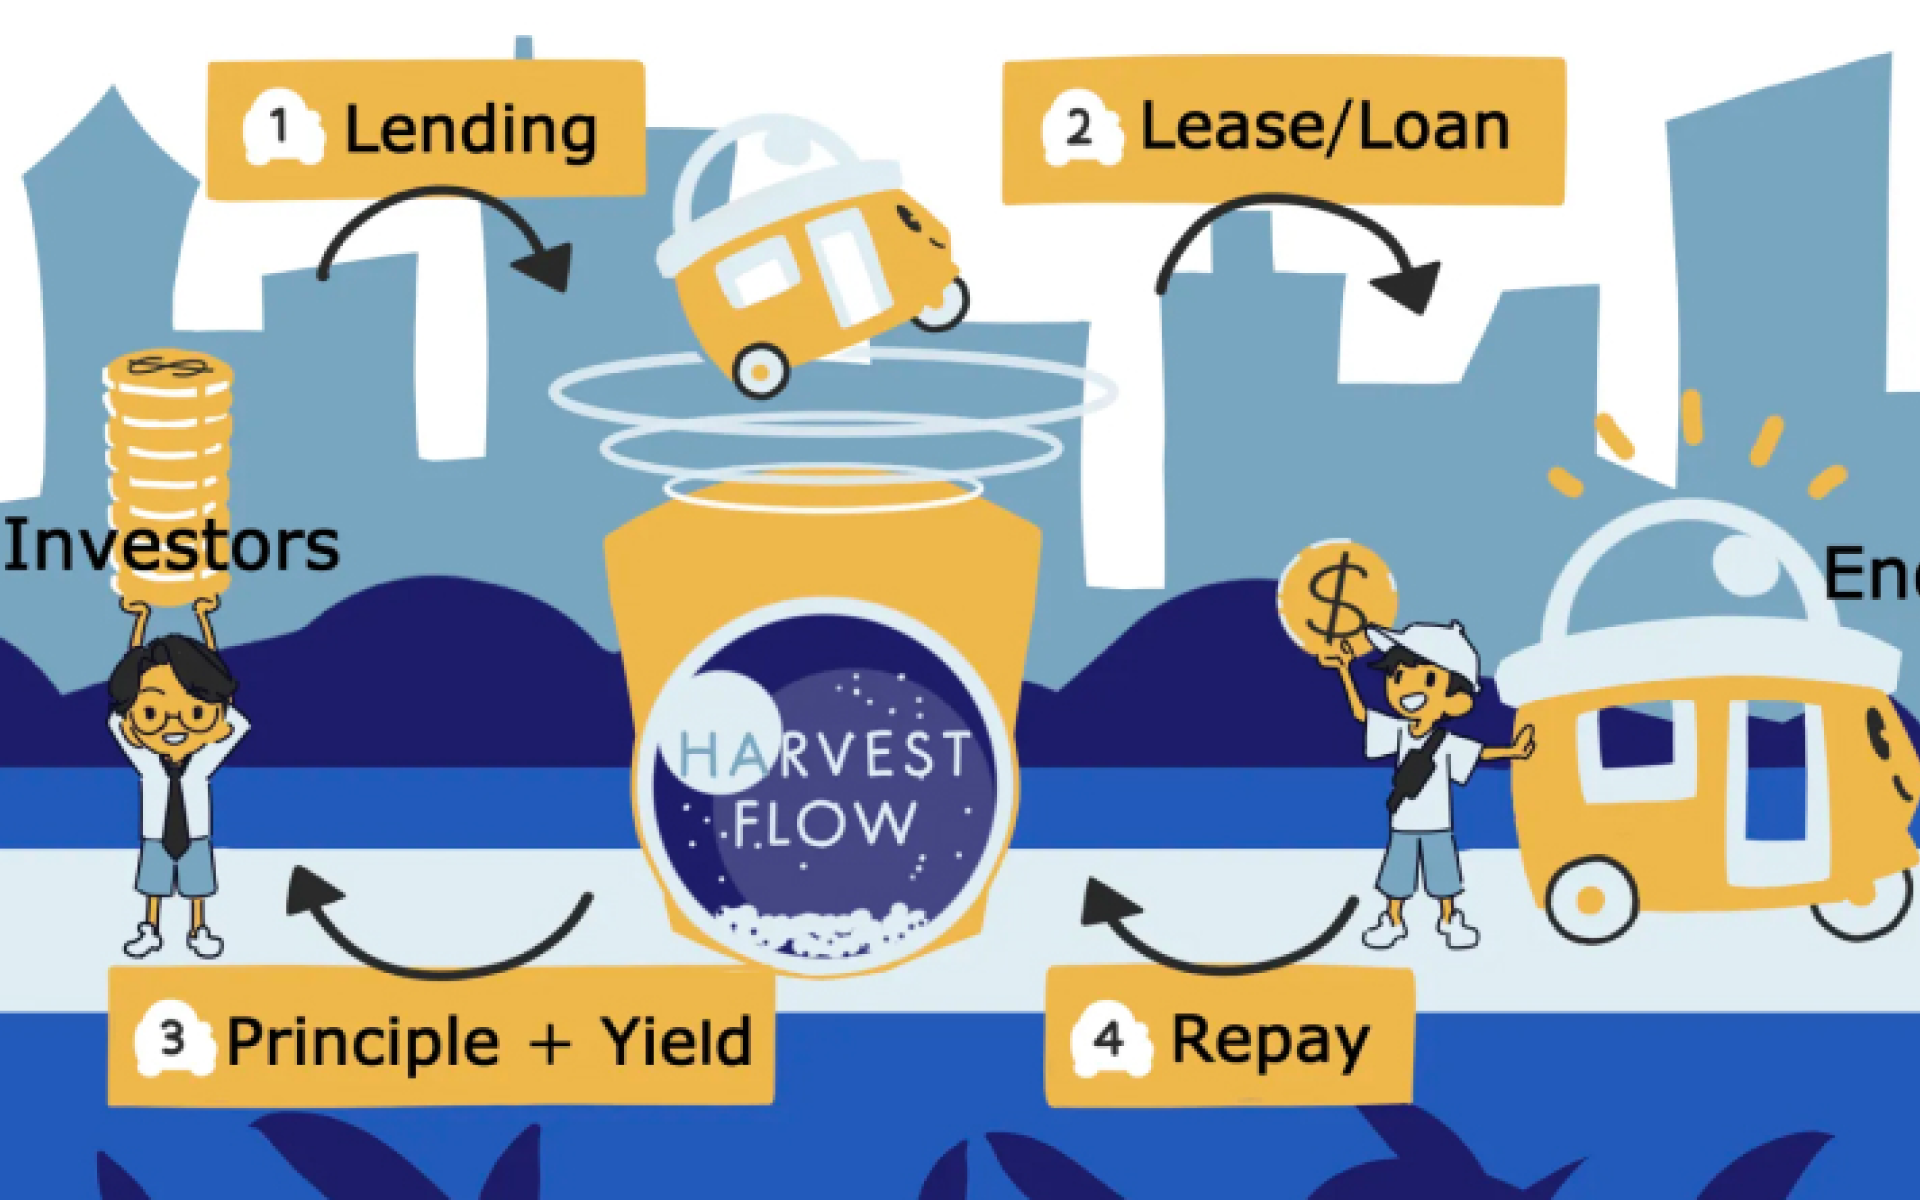 1 Lending
2 Lease/Loan
$
Investors
$
HARVEST
FLOW
3 Principle + Yield
4 Repay